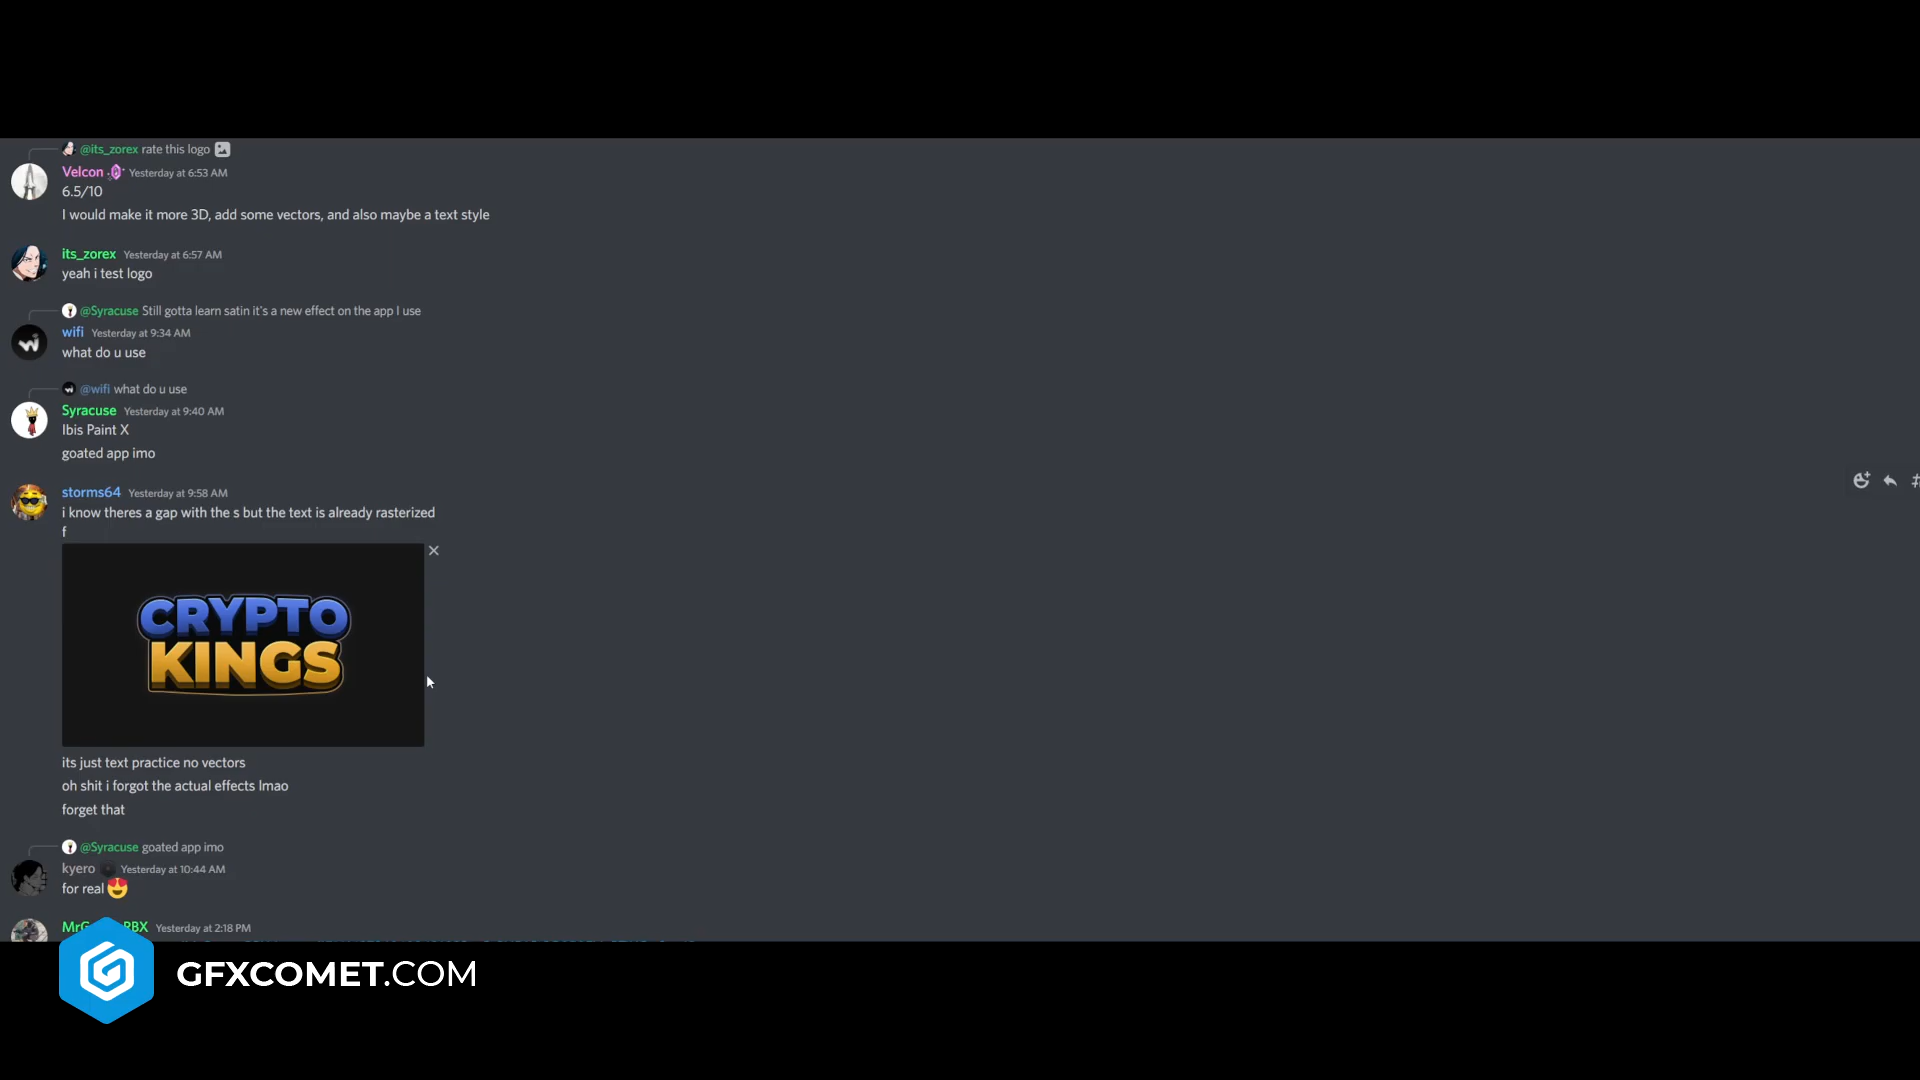 @its_zorex rate this logo
Velcon Yesterday at 6:53 AM
6.5/10
I would make it more 3D, add some vectors, and also maybe a text style
its_zorex Yesterday at 6:57 AM
yeah i test logo
@Syracuse Still gotta learn satin it's a new effect on the app I use
wifi Yesterday at 9:34 AM
what do u use
@wifi what do u use
Syracuse Yesterday at 9:40 AM
Ibis Paint X
goated app imo
storms64 Yesterday at 9:58 AM
i know theres a gap with the s but the text is already rasterized
f
CRYPTO
KINGS
its just text practice no vectors
oh shit i forgot the actual effects lmao
forget that
@Syracuse goated app imo
kyero Yesterday at 10:44 AM
for real
Yesterday at 2:18 PM
GFXCOMET.COM